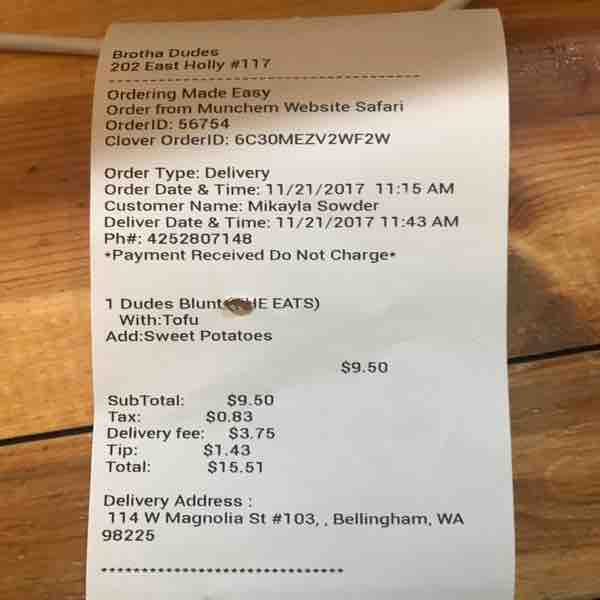 Brotha Dudes
202 East Holly #117
--------------------------------------------
Ordering Made Easy
Order from Munchem Website Safari
OrderID: 56754
Clover OrderID: 6C30MEZV2WF2W
Order Type: Delivery
Order Date & Time: 11/21/2017 11:15 AM
Customer Name: Mikayla Sowder
Deliver Date & Time: 11/21/2017 11:43 AM
Ph#: 4252807148
*Payment Received Do Not Charge*
1 Dudes Blunt EATS)
With:Tofu
Add:Sweet Potatoes
$9.50
SubTotal: $9.50
Tax: $0.83
Delivery fee: $3.75
Tip: $1.43
Total: $15.51
Delivery Address :
114 W Magnolia St #103, , Bellingham, WA
98225
******************************